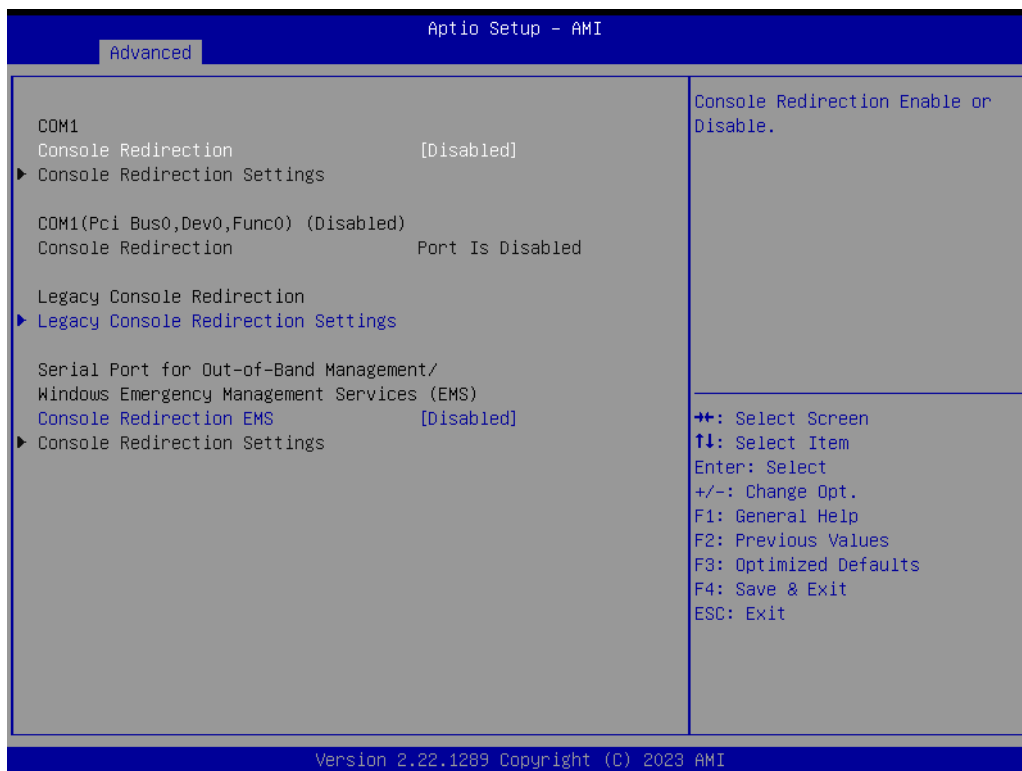 Aptio Setup – AMI
Advanced
COM1
Console Redirection [Disabled]
▶ Console Redirection Settings
COM1(Pci Bus0,Dev0,Func0) (Disabled)
Console Redirection Port Is Disabled
Legacy Console Redirection
▶ Legacy Console Redirection Settings
Serial Port for Out–of–Band Management/
Windows Emergency Management Services (EMS)
Console Redirection EMS [Disabled]
▶ Console Redirection Settings
Console Redirection Enable or
Disable.
→←: Select Screen
↑↓: Select Item
Enter: Select
+/–: Change Opt.
F1: General Help
F2: Previous Values
F3: Optimized Defaults
F4: Save & Exit
ESC: Exit
Version 2.22.1289 Copyright (C) 2023 AMI